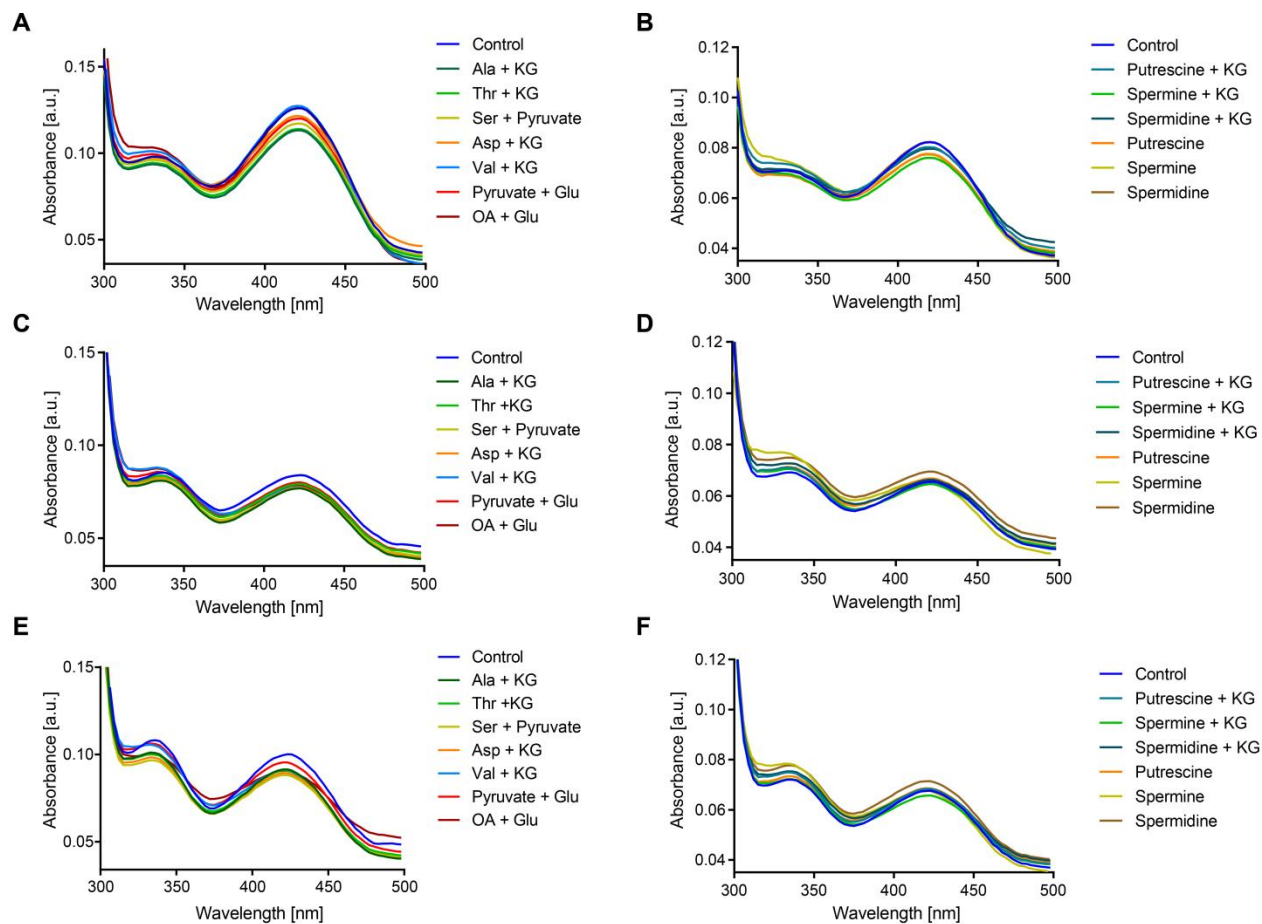 A
Absorbance [a.u.]
0.15
0.10
0.05
300
350
400
450
500
Wavelength [nm]
Control
Ala + KG
Thr + KG
Ser + Pyruvate
Asp + KG
Val + KG
Pyruvate + Glu
OA + Glu
B
Absorbance [a.u.]
0.12
0.10
0.08
0.06
0.04
300
350
400
450
500
Wavelength [nm]
Control
Putrescine + KG
Spermine + KG
Spermidine + KG
Putrescine
Spermine
Spermidine
C
Absorbance [a.u.]
0.15
0.10
0.05
300
350
400
450
500
Wavelength [nm]
Control
Ala + KG
Thr +KG
Ser + Pyruvate
Asp + KG
Val + KG
Pyruvate + Glu
OA + Glu
D
Absorbance [a.u.]
0.12
0.10
0.08
0.06
0.04
300
350
400
450
500
Wavelength [nm]
Control
Putrescine + KG
Spermine + KG
Spermidine + KG
Putrescine
Spermine
Spermidine
E
Absorbance [a.u.]
0.15
0.10
0.05
300
350
400
450
500
Wavelength [nm]
Control
Ala + KG
Thr +KG
Ser + Pyruvate
Asp + KG
Val + KG
Pyruvate + Glu
OA + Glu
F
Absorbance [a.u.]
0.12
0.10
0.08
0.06
0.04
300
350
400
450
500
Wavelength [nm]
Control
Putrescine + KG
Spermine + KG
Spermidine + KG
Putrescine
Spermine
Spermidine